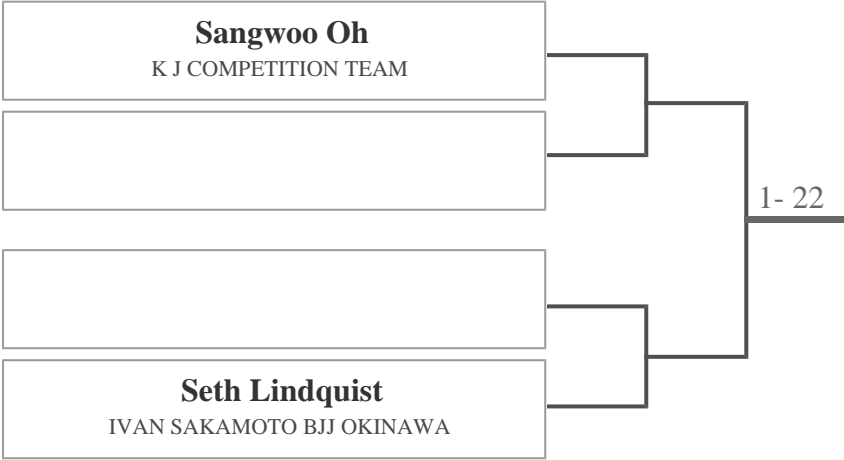 Sangwoo Oh
K J COMPETITION TEAM
1- 22
Seth Lindquist
IVAN SAKAMOTO BJJ OKINAWA